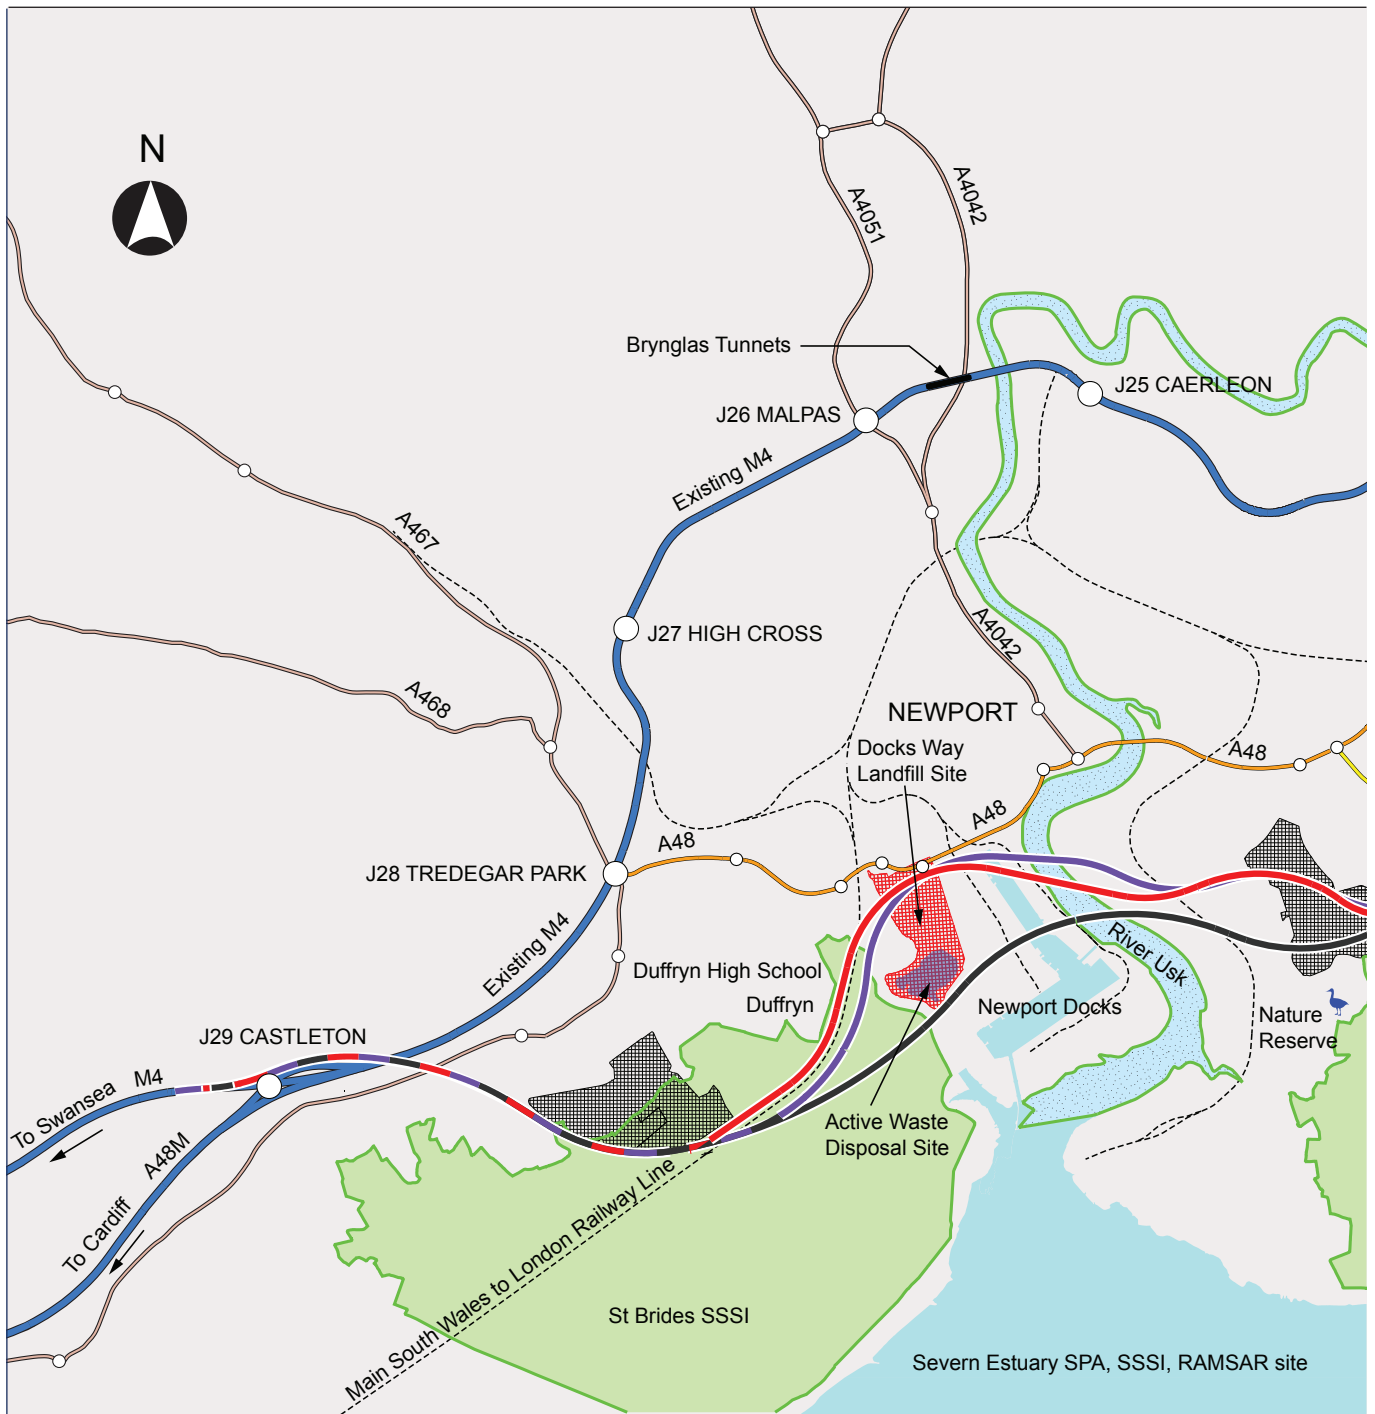 N
A4051
A4042
Brynglas Tunnets
J25 CAERLEON
J26 MALPAS
Existing M4
A467
J27 HIGH CROSS
A4042
A468
NEWPORT
Docks Way
Landfill Site
A48
A48
A48
J28 TREDEGAR PARK
Existing M4
River Usk
Duffryn High School
Duffryn
Newport Docks
Nature
Reserve
J29 CASTLETON
M4
To Swansea
A48M
Active Waste
Disposal Site
To Cardiff
Main South Wales to London Railway Line
St Brides SSSI
Severn Estuary SPA, SSSI, RAMSAR site